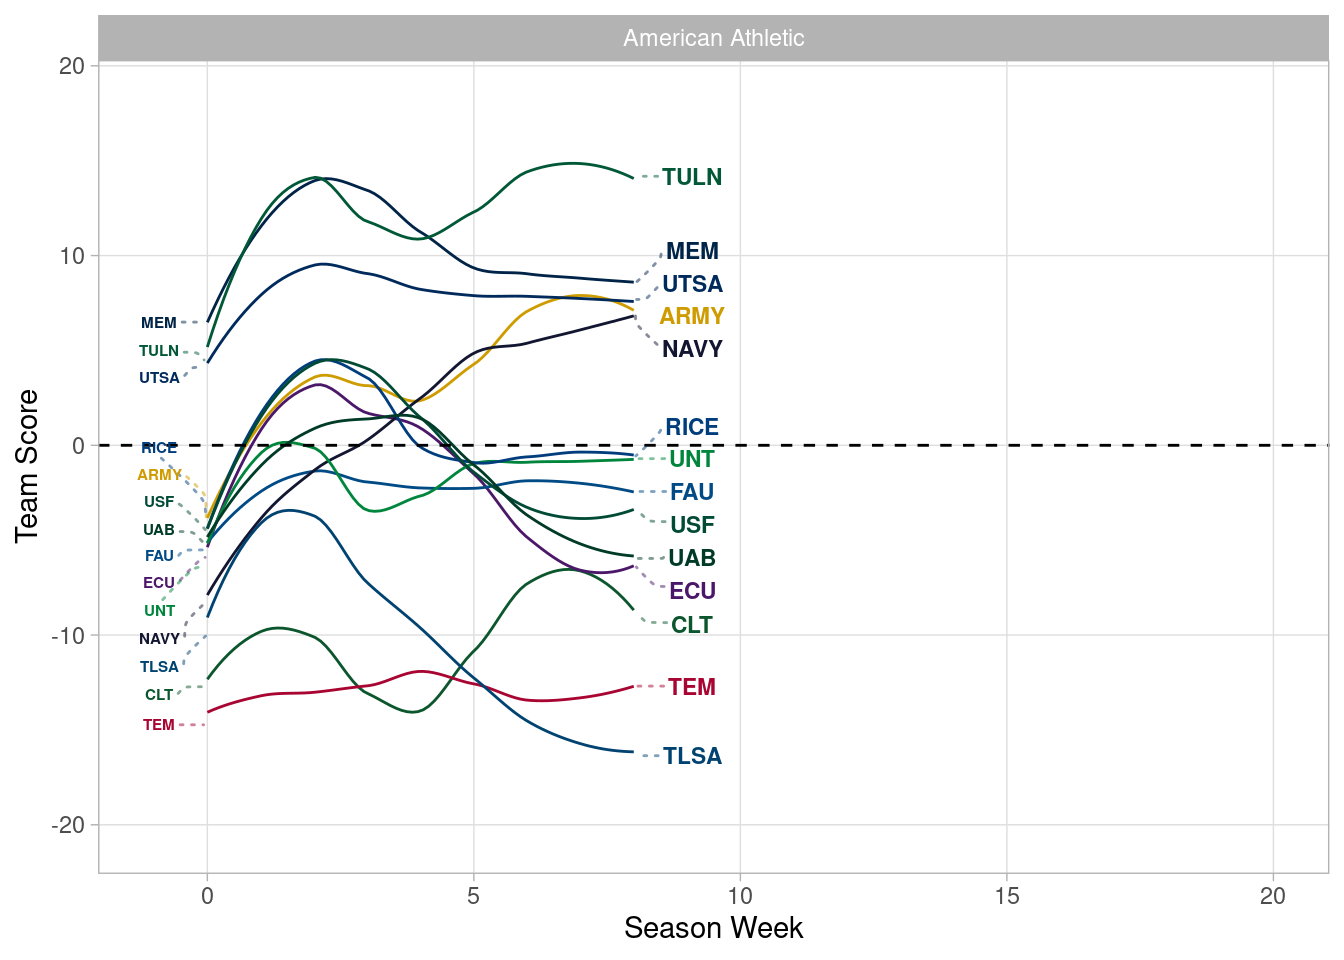 American Athletic
Team Score
20
10
0
-10
-20
MEM
TULN
UTSA
RICE
ARMY
USF
UAB
FAU
ECU
UNT
NAVY
TLSA
CLT
TEM
TULN
MEM
UTSA
ARMY
NAVY
RICE
UNT
FAU
USF
UAB
ECU
CLT
TEM
TLSA
0 5 10 15 20
Season Week